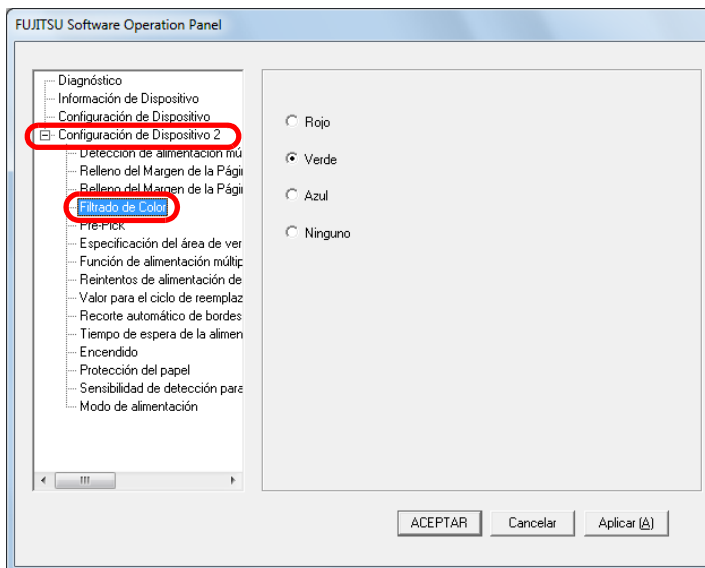 FUJITSU Software Operation Panel
Diagnóstico
Información de Dispositivo
Configuración de Dispositivo
Configuración de Dispositivo 2
Detección de alimentación mú
Relleno del Margen de la Pági
Relleno del Margen de la Pági
Filtrado de Color
Pre-Pick
Especificación del área de ver
Función de alimentación múltip
Reintentos de alimentación de
Valor para el ciclo de reemplaz
Recorte automático de bordes
Tiempo de espera de la alimen
Encendido
Protección del papel
Sensibilidad de detección para
Modo de alimentación
Rojo
Verde
Azul
Ninguno
ACEPTAR
Cancelar
Aplicar (A)